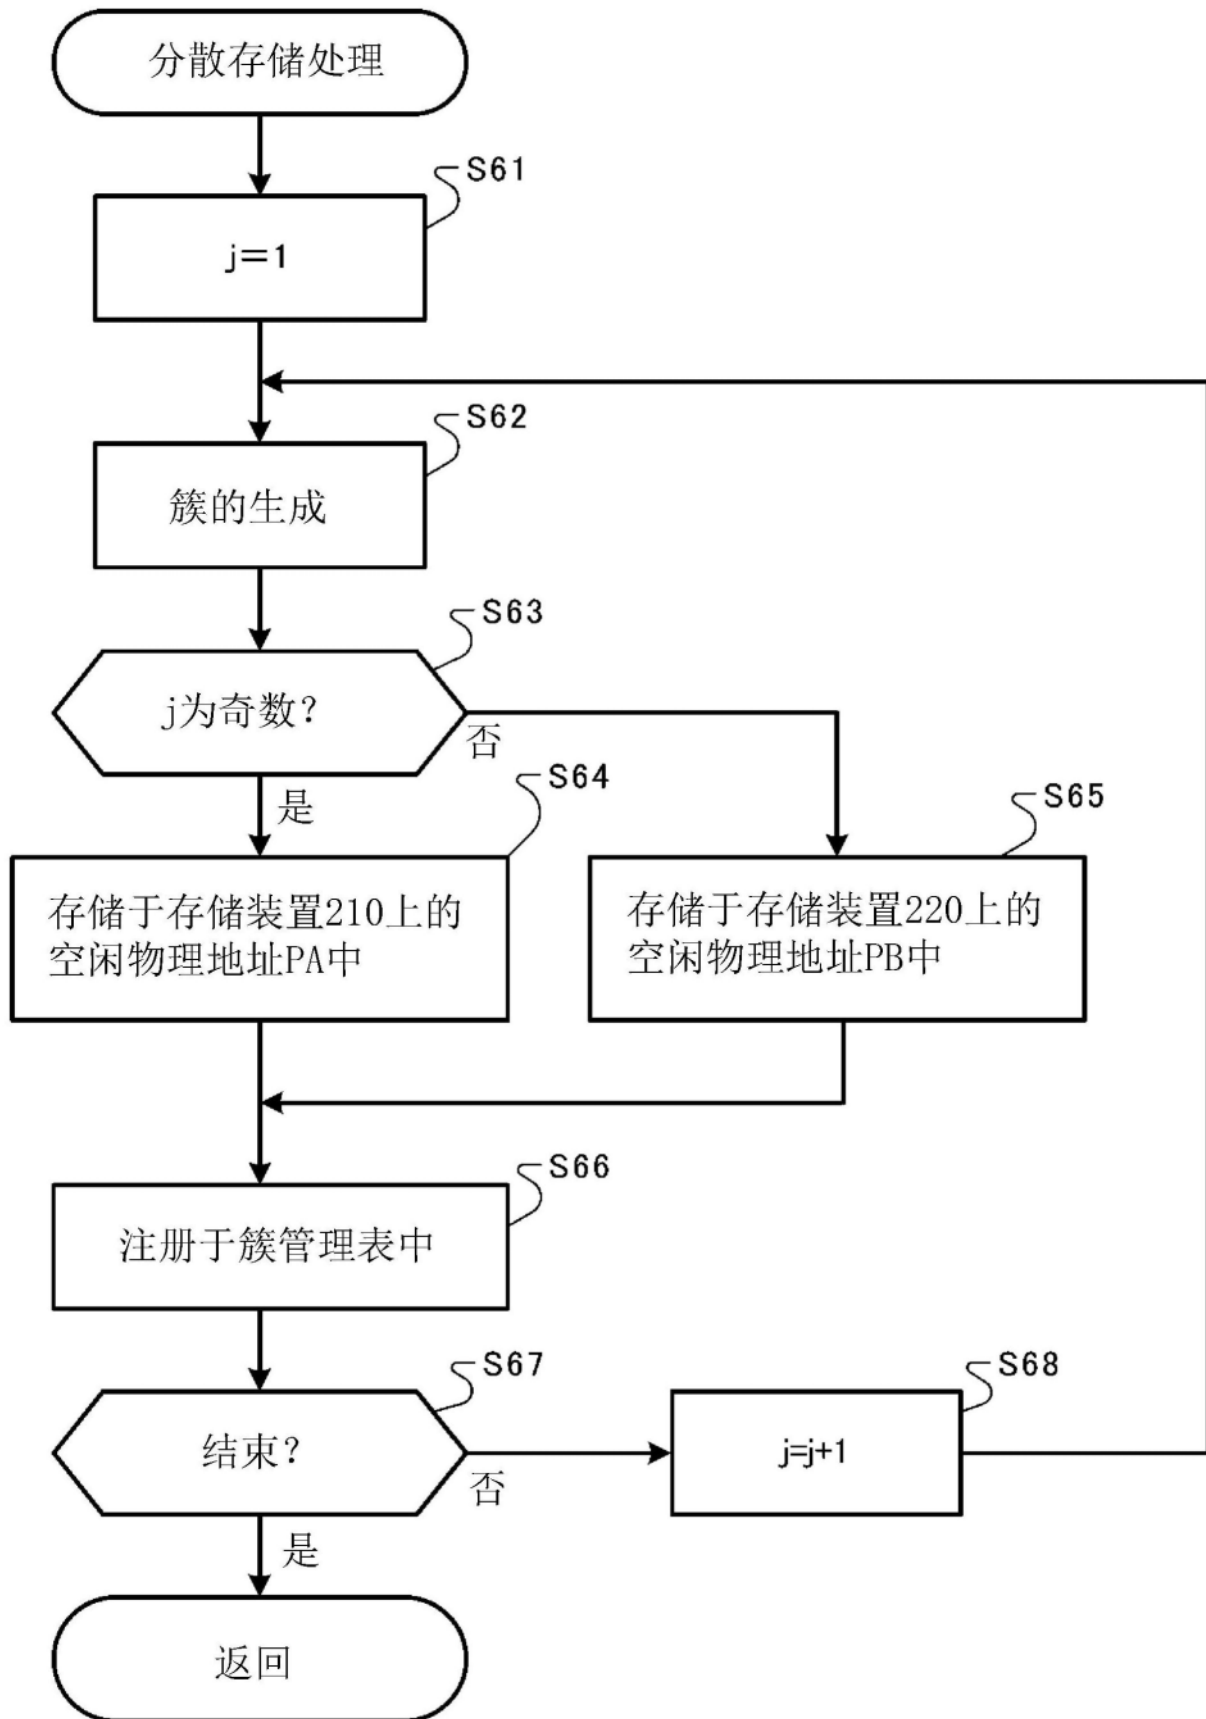 分散存储处理
S61
j=1
S62
簇的生成
S63
j为奇数?
否
是
S64
存储于存储装置210上的
空闲物理地址PA中
S65
存储于存储装置220上的
空闲物理地址PB中
S66
注册于簇管理表中
S67
结束?
否
是
S68
j=j+1
返回